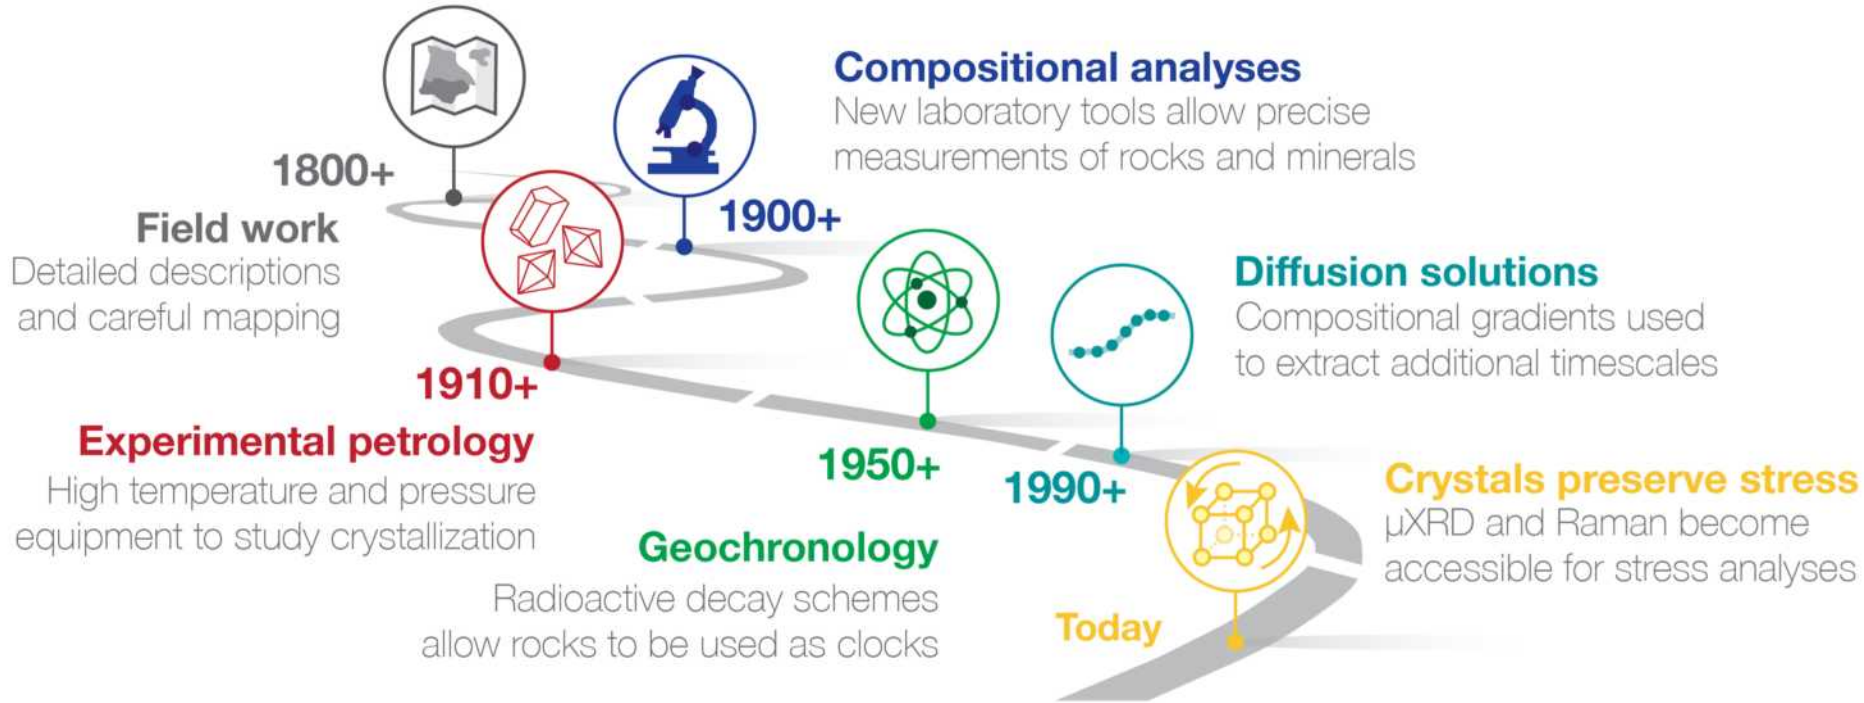 1800+
Field work
Detailed descriptions
and careful mapping
Compositional analyses
New laboratory tools allow precise
measurements of rocks and minerals
1900+
1910+
Experimental petrology
High temperature and pressure
equipment to study crystallization
1950+
Geochronology
Radioactive decay schemes
allow rocks to be used as clocks
Diffusion solutions
Compositional gradients used
to extract additional timescales
1990+
Crystals preserve stress
µXRD and Raman become
accessible for stress analyses
Today